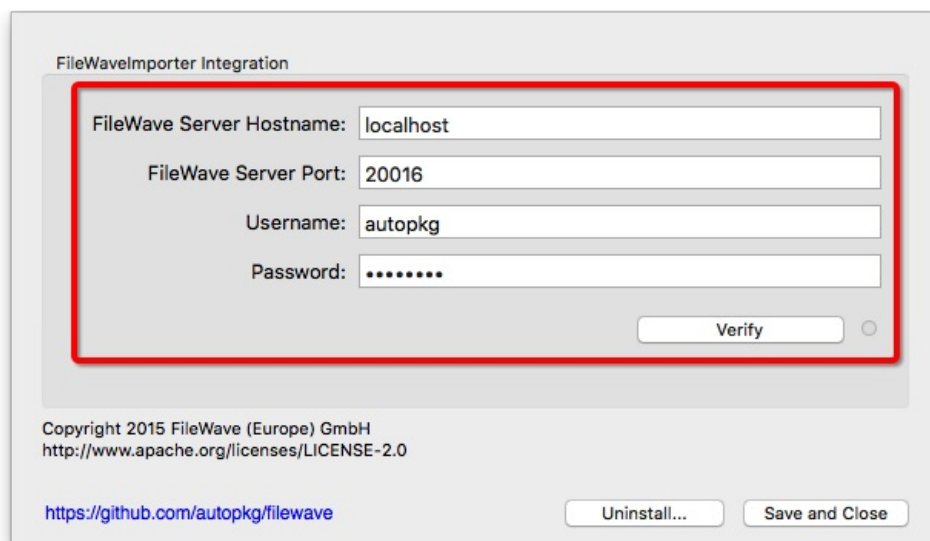 FileWaveImporter Integration
FileWave Server Hostname: localhost
FileWave Server Port: 20016
Username: autopkg
Password: ••••••••
Verify
Copyright 2015 FileWave (Europe) GmbH
http://www.apache.org/licenses/LICENSE-2.0
https://github.com/autopkg/filewave Uninstall... Save and Close